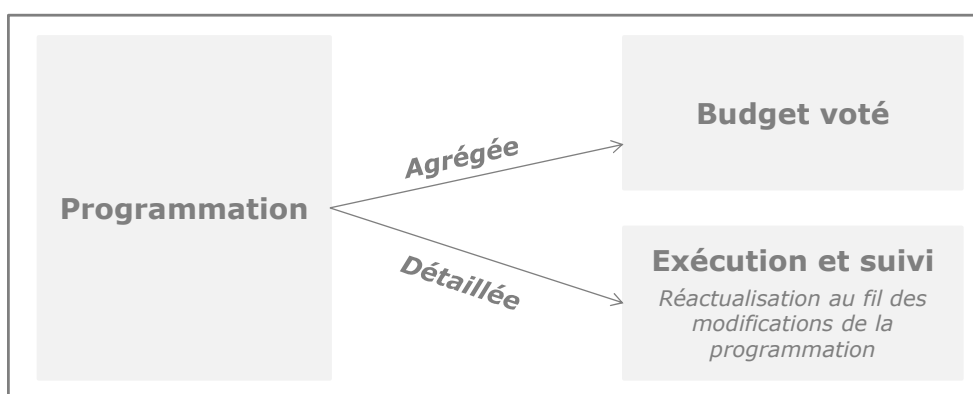 Programmation
Agrégée
Budget voté
Détaillée
Exécution et suivi
Réactualisation au fil des
modifications de la
programmation